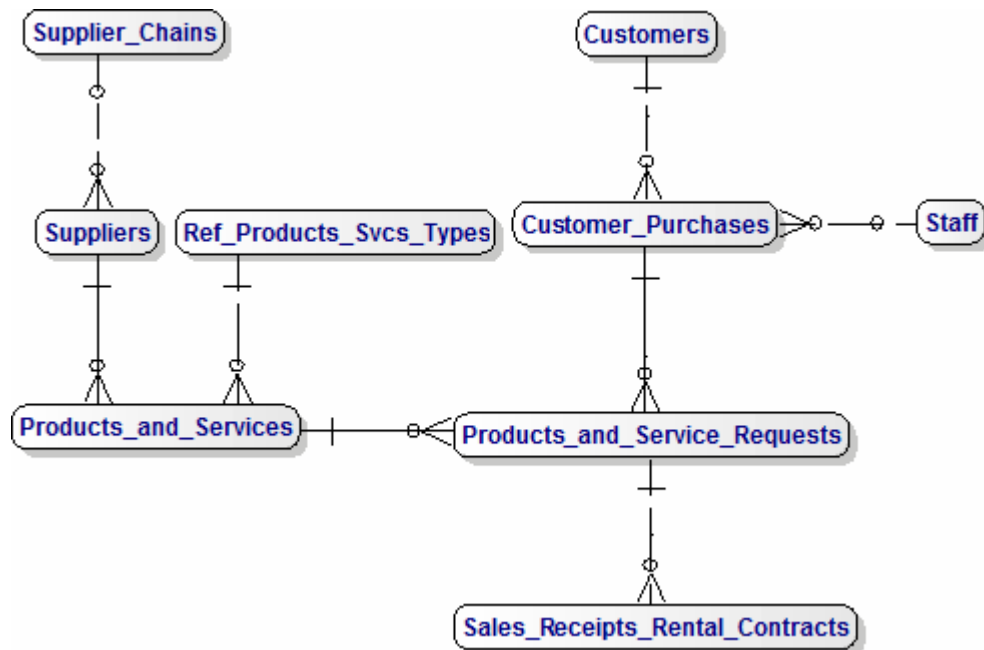 Supplier_Chains
Customers
Suppliers
Ref_Products_Svcs_Types
Customer_Purchases
Staff
Products_and_Services
Products_and_Service_Requests
Sales_Receipts_Rental_Contracts